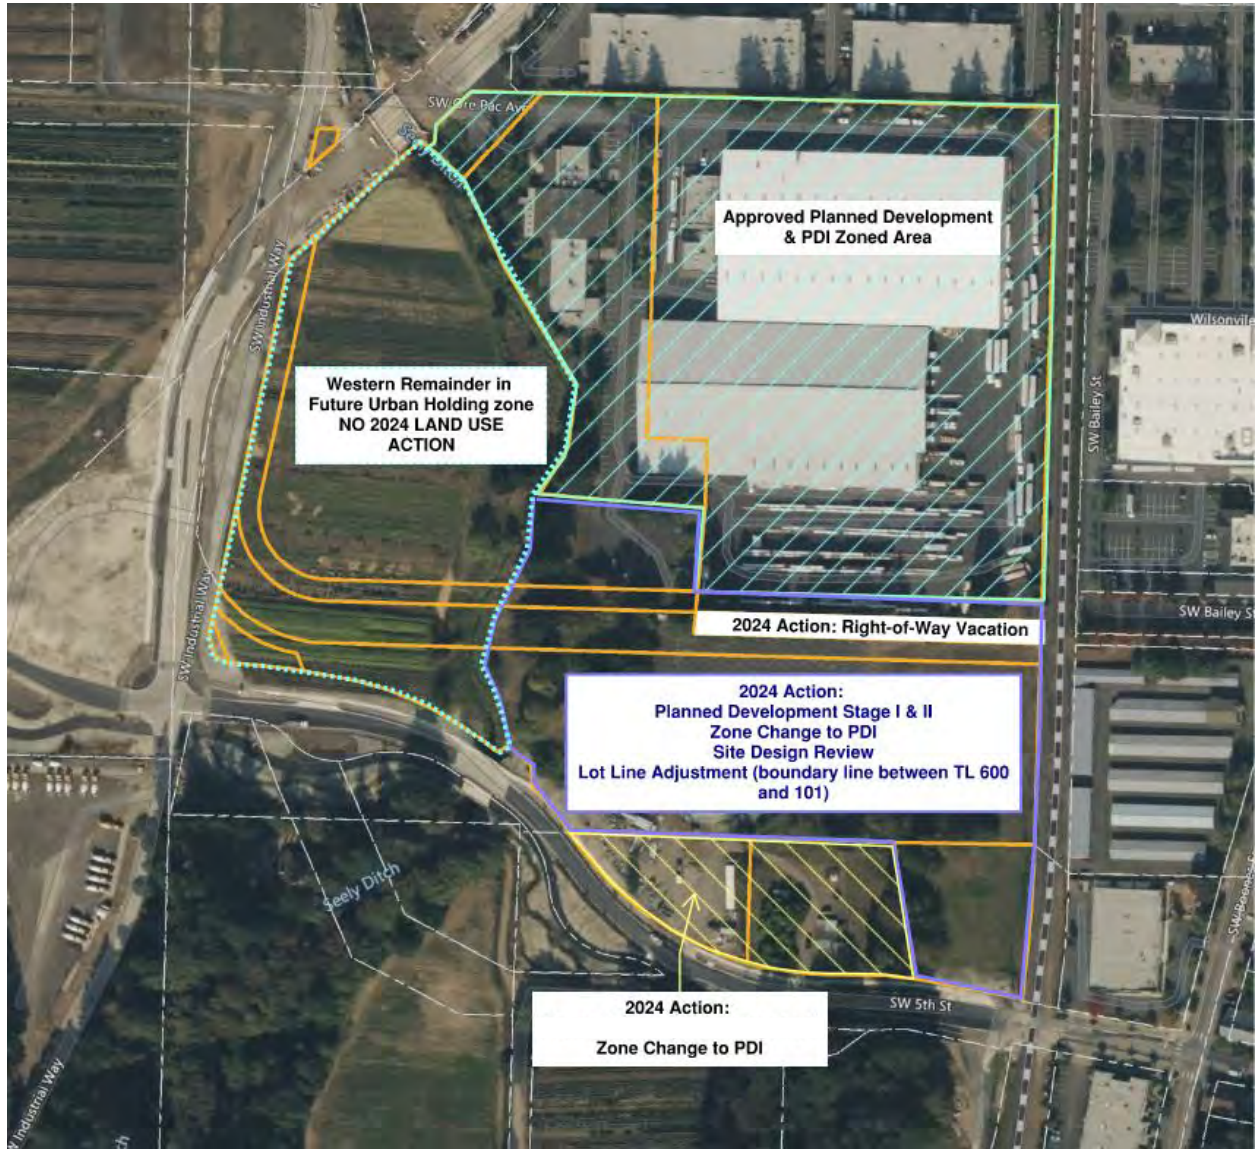 SW Ore Pac Ave
Approved Planned Development
& PDI Zoned Area
SW Industrial Way
Wilsonville
Western Remainder in
Future Urban Holding zone
NO 2024 LAND USE
ACTION
SW Bailey St
SW Industrial Way
2024 Action: Right-of-Way Vacation
SW Bailey St
2024 Action:
Planned Development Stage I & II
Zone Change to PDI
Site Design Review
Lot Line Adjustment (boundary line between TL 600
and 101)
Seely Ditch
SW 5th St
2024 Action:
Zone Change to PDI
Industrial Way